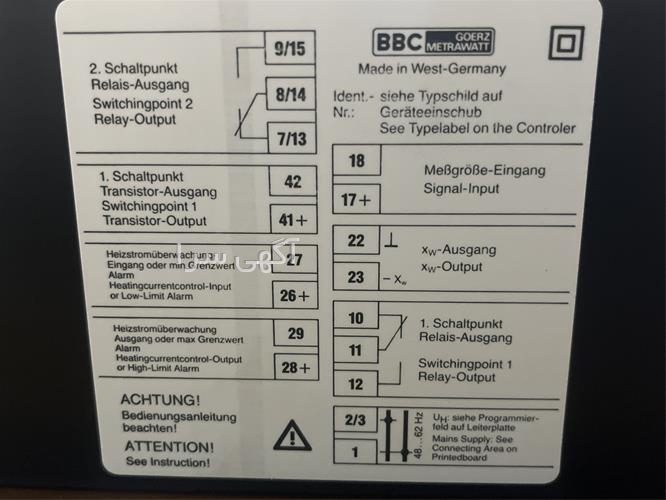 9/15
2. Schaltpunkt
Relais-Ausgang
Switchingpoint 2
Relay-Output
8/14
7/13
1. Schaltpunkt
Transistor-Ausgang
Switchingpoint 1
Transistor-Output
42
41+
Heizstromüberwachung
Eingang oder min Grenzwert
Alarm
Heatingcurrentcontrol-Input
or Low-Limit Alarm
27
26+
Heizstromüberwachung
Ausgang oder max Grenzwert
Alarm
Heatingcurrentcontrol-Output
or High-Limit Alarm
29
28+
ACHTUNG!
Bedienungsanleitung
beachten!
ATTENTION!
See Instruction!
BBC GOERZ
METRAWATT
Made in West-Germany
Ident.- siehe Typschild auf
Nr.: Geräteeinschub
See Typelabel on the Controler
18
17+
Meßgröße-Eingang
Signal-Input
22 ⊥
23 – xw
xw-Ausgang
xw-Output
10
11
12
1. Schaltpunkt
Relais-Ausgang
Switchingpoint 1
Relay-Output
2/3
1
48...62 Hz
UH: siehe Programmier-
feld auf Leiterplatte
Mains Supply: See
Connecting Area on
Printedboard
آگهی سرا